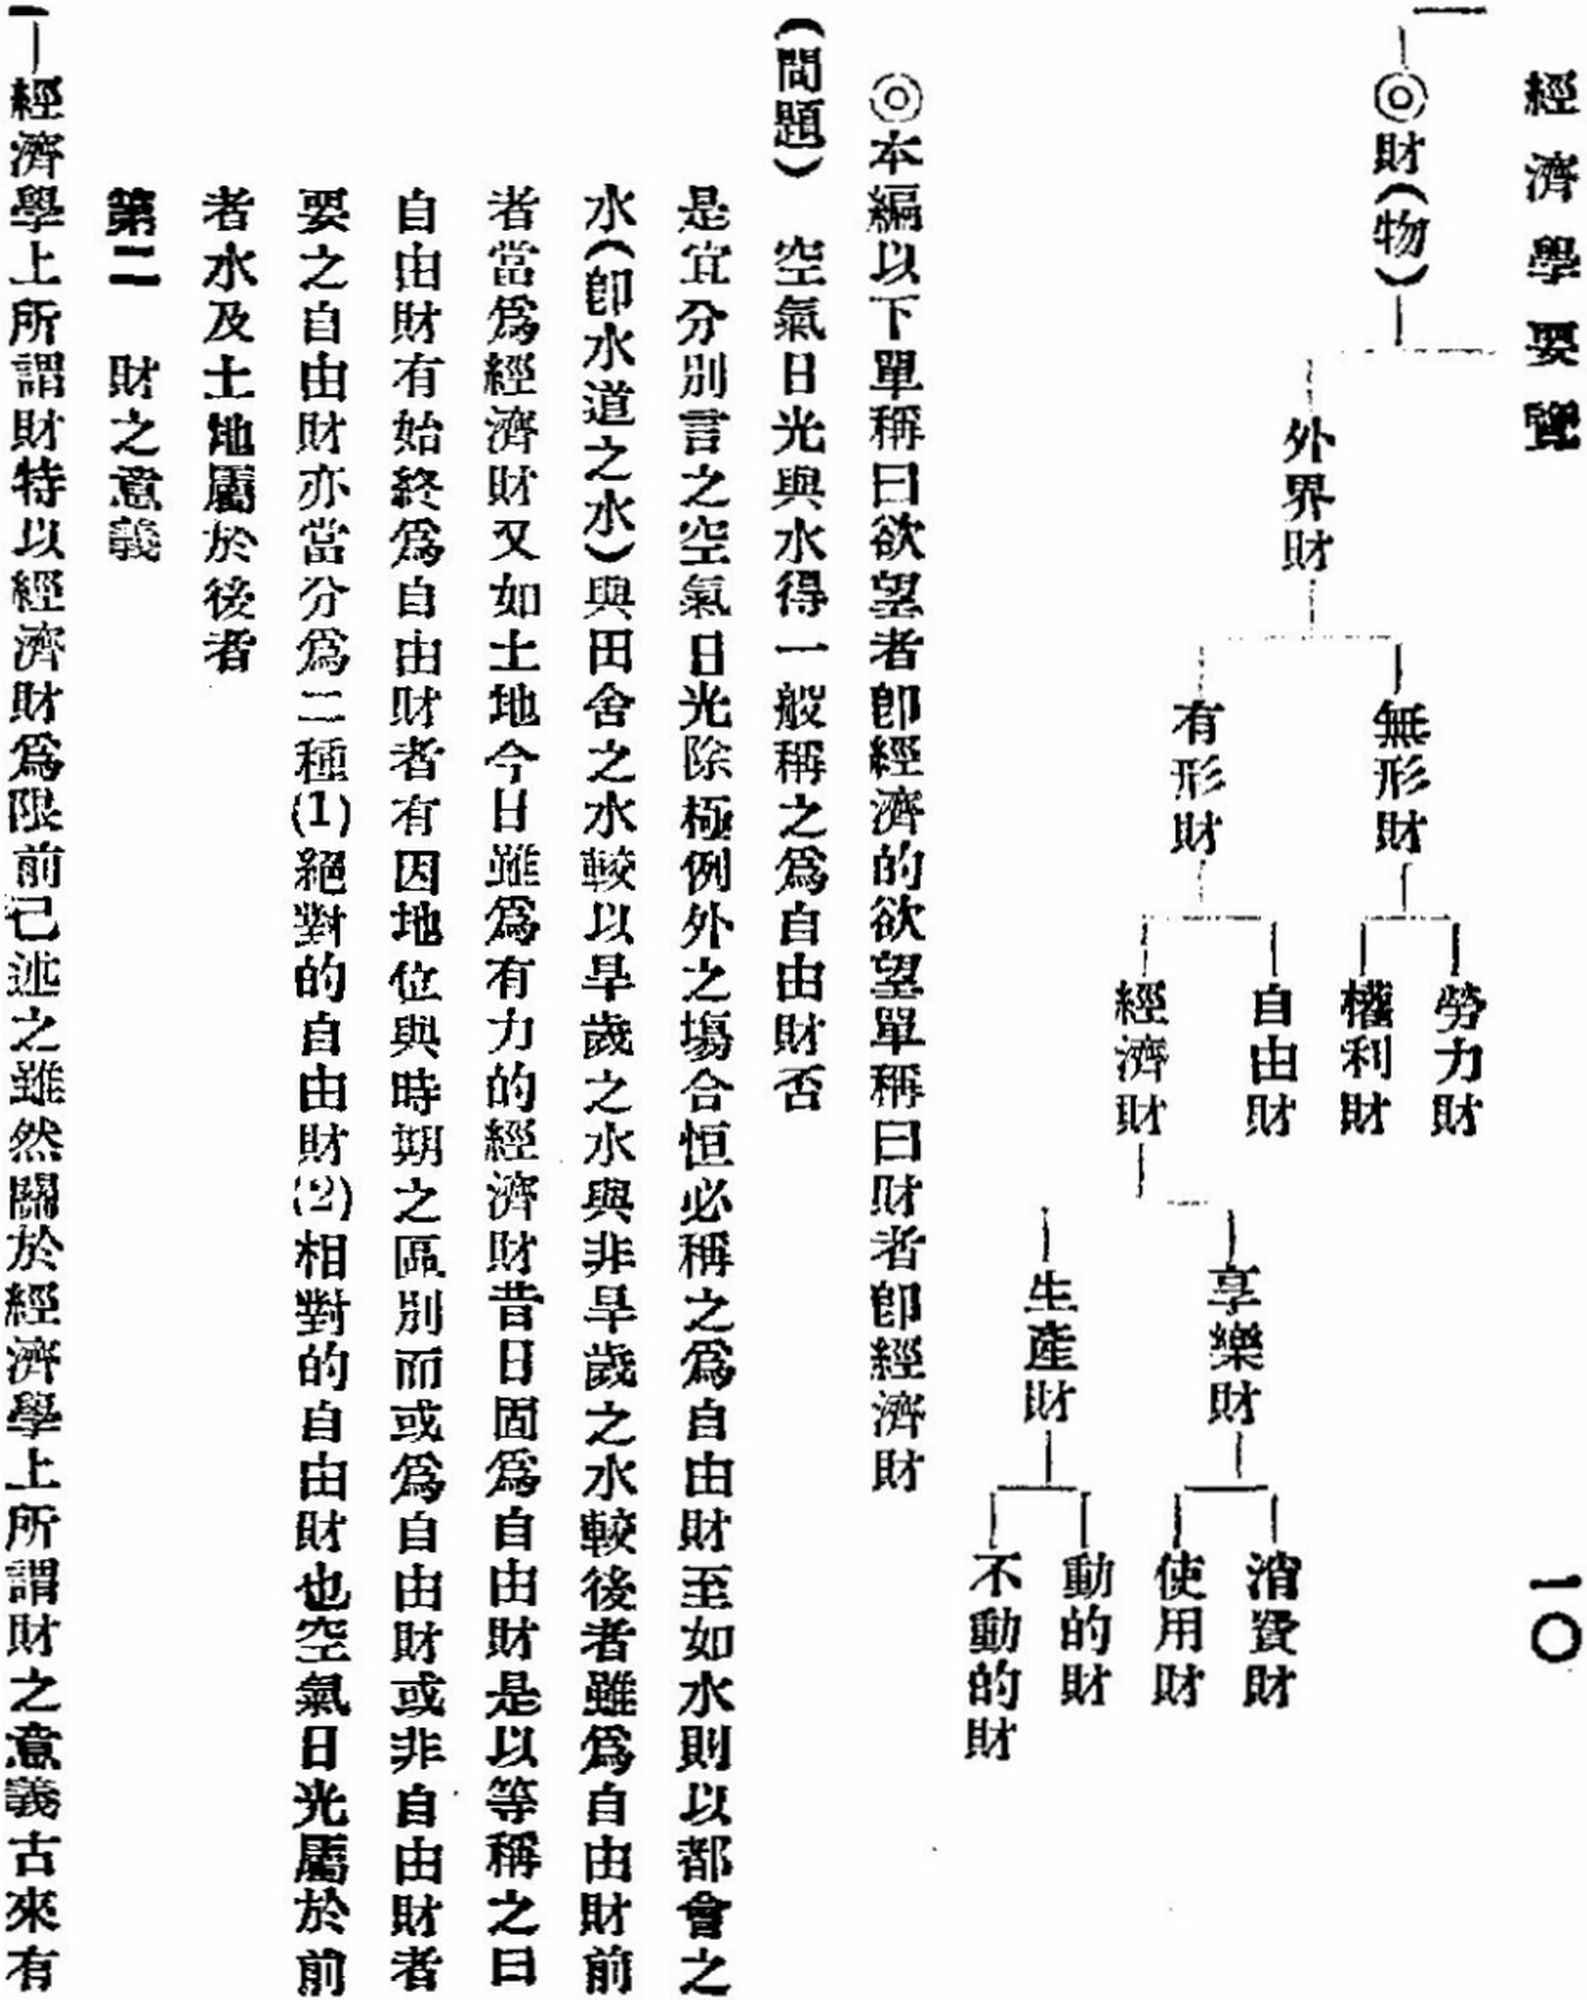 經濟學要覽
一〇
◎財(物)
外界財
無形財
有形財
勞力財
權利財
自由財
經濟財
享樂財
生產財
消費財
使用財
動的財
不動的財
◎本編以下單稱曰欲望者卽經濟的欲望單稱曰財者卽經濟財
(問題) 空氣日光與水得一般稱之爲自由財否
是宜分別言之空氣日光除極例外之塲合恒必稱之爲自由財至如水則以都會之
水(卽水道之水)與田舍之水較以旱歲之水與非旱歲之水較後者雖爲自由財前
者當爲經濟財又如土地今日雖爲有力的經濟財昔日固爲自由財是以等稱之曰
自由財有始終爲自由財者有因地位與時期之區別而或爲自由財或非自由財者
要之自由財亦當分爲二種(1)絕對的自由財(2)相對的自由財也空氣日光屬於前
者水及土地屬於後者
第二 財之意義
經濟學上所謂財特以經濟財爲限前已述之雖然關於經濟學上所謂財之意義古來有